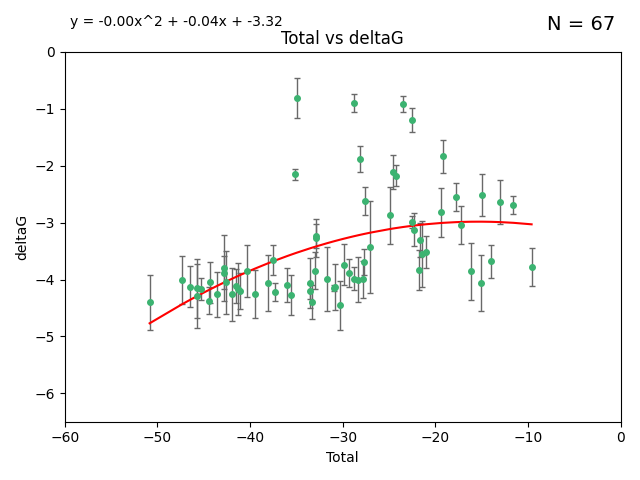 y = -0.00x^2 + -0.04x + -3.32
N = 67
Total vs deltaG
deltaG
0
−1
−2
−3
−4
−5
−6
−60
−50
−40
−30
−20
−10
0
Total